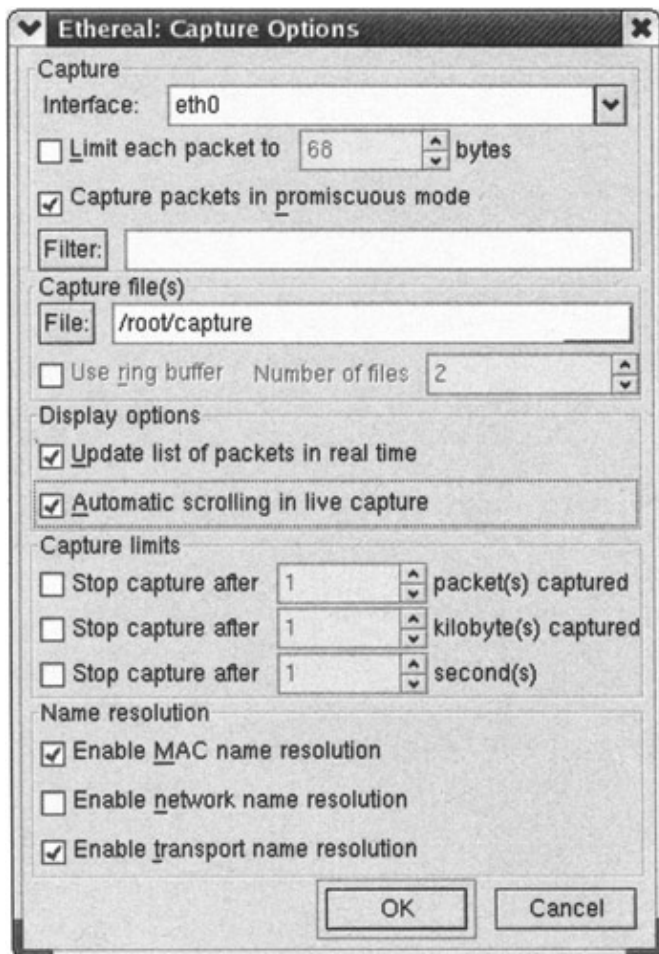 Ethereal: Capture Options
Capture
Interface: eth0
Limit each packet to 68 bytes
Capture packets in promiscuous mode
Filter:
Capture file(s)
File: /root/capture
Use ring buffer Number of files 2
Display options
Update list of packets in real time
Automatic scrolling in live capture
Capture limits
Stop capture after 1 packet(s) captured
Stop capture after 1 kilobyte(s) captured
Stop capture after 1 second(s)
Name resolution
Enable MAC name resolution
Enable network name resolution
Enable transport name resolution
OK Cancel